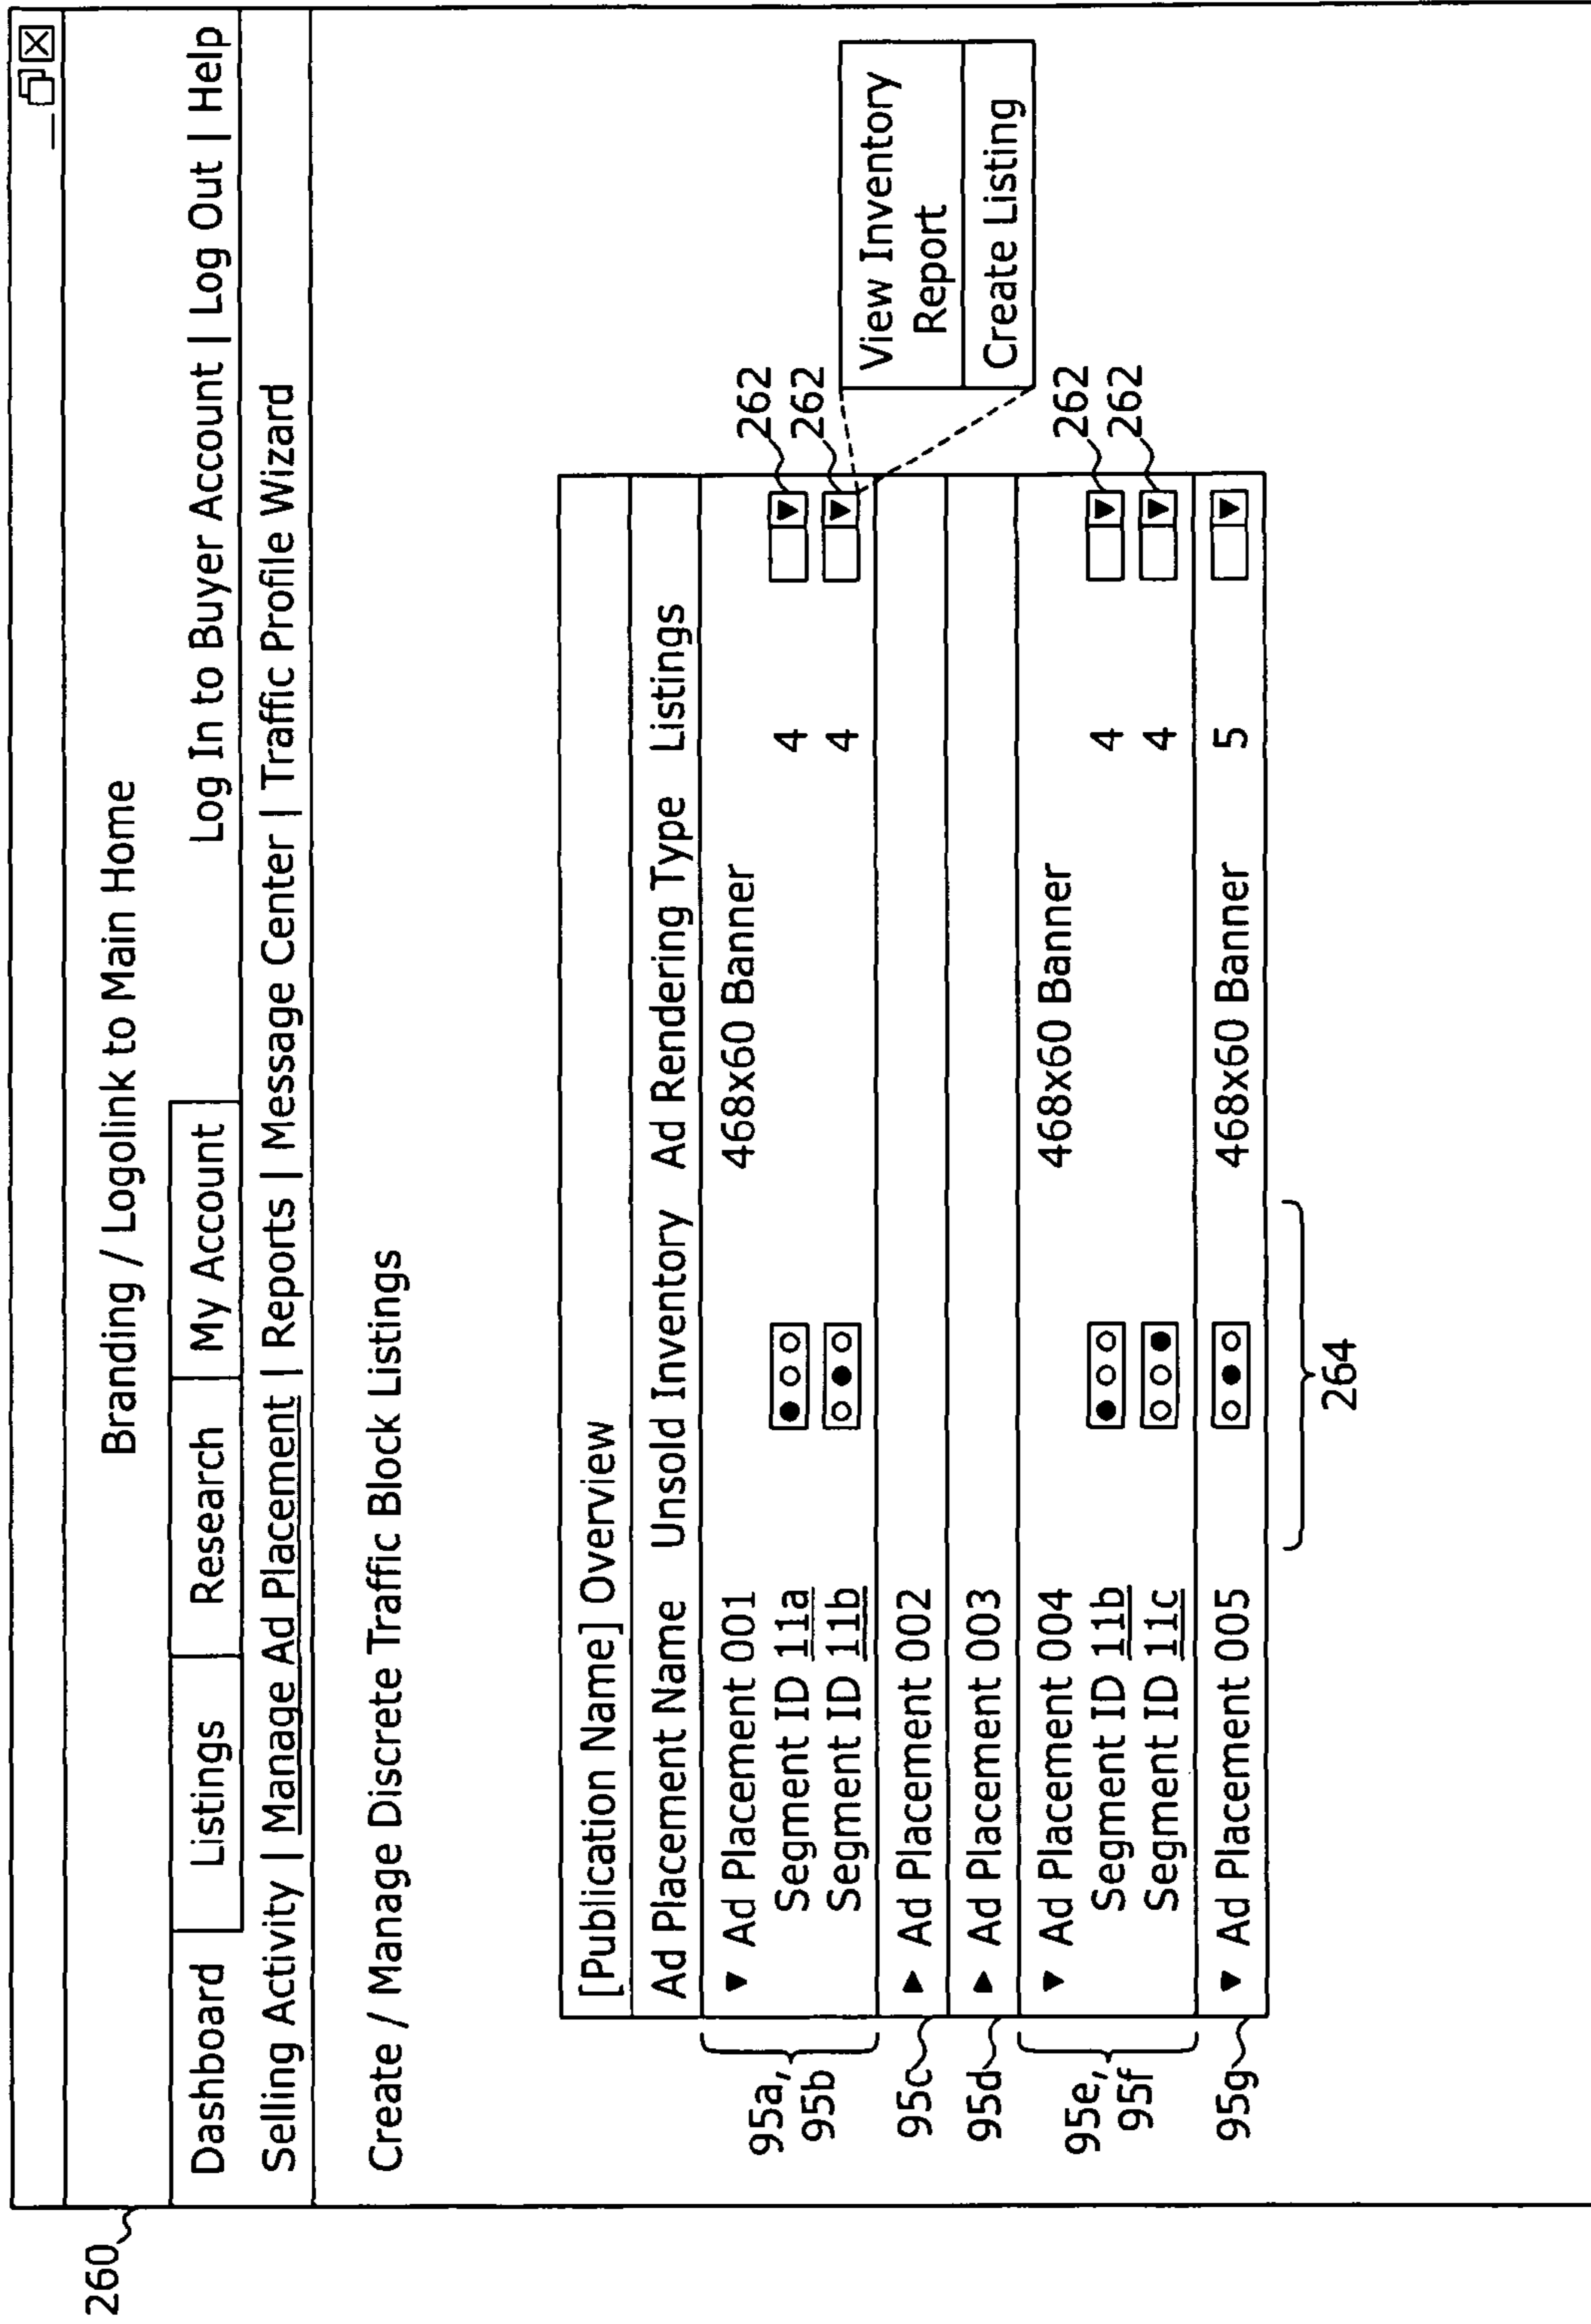 260
Branding / Logolink to Main Home
Dashboard Listings Research My Account Log In to Buyer Account | Log Out | Help
Selling Activity | Manage Ad Placement | Reports | Message Center | Traffic Profile Wizard
Create / Manage Discrete Traffic Block Listings
[Publication Name] Overview
Ad Placement Name Unsold Inventory Ad Rendering Type Listings
95a, 95b
▼ Ad Placement 001 468x60 Banner
Segment ID 11a 4 ▼ 262
Segment ID 11b 4 ▼ 262
View Inventory
Report
Create Listing
95c ► Ad Placement 002
95d ► Ad Placement 003
95e, 95f
▼ Ad Placement 004 468x60 Banner
Segment ID 11b 4 ▼ 262
Segment ID 11c 4 ▼ 262
95g ▼ Ad Placement 005 468x60 Banner 5 ▼
264